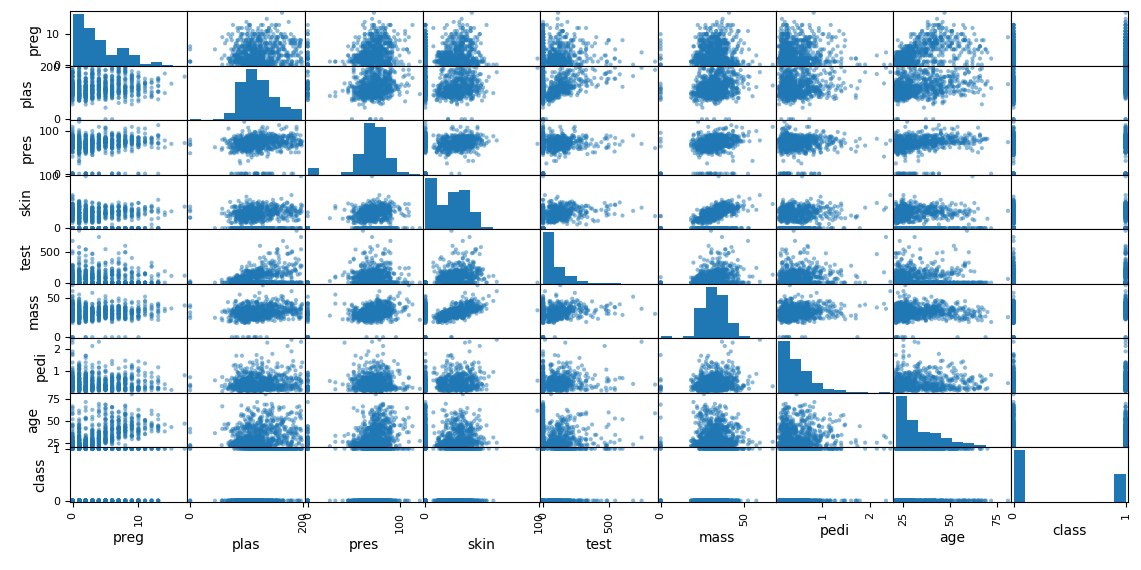 preg
10
0
plas
200
0
pres
100
0
skin
100
0
test
500
0
mass
50
0
pedi
2
1
age
75
50
25
class
1
0
0 10
0 200
0 100
0 100
0 500
0 50
1 2
25 50 75
0 1
preg plas pres skin test mass pedi age class